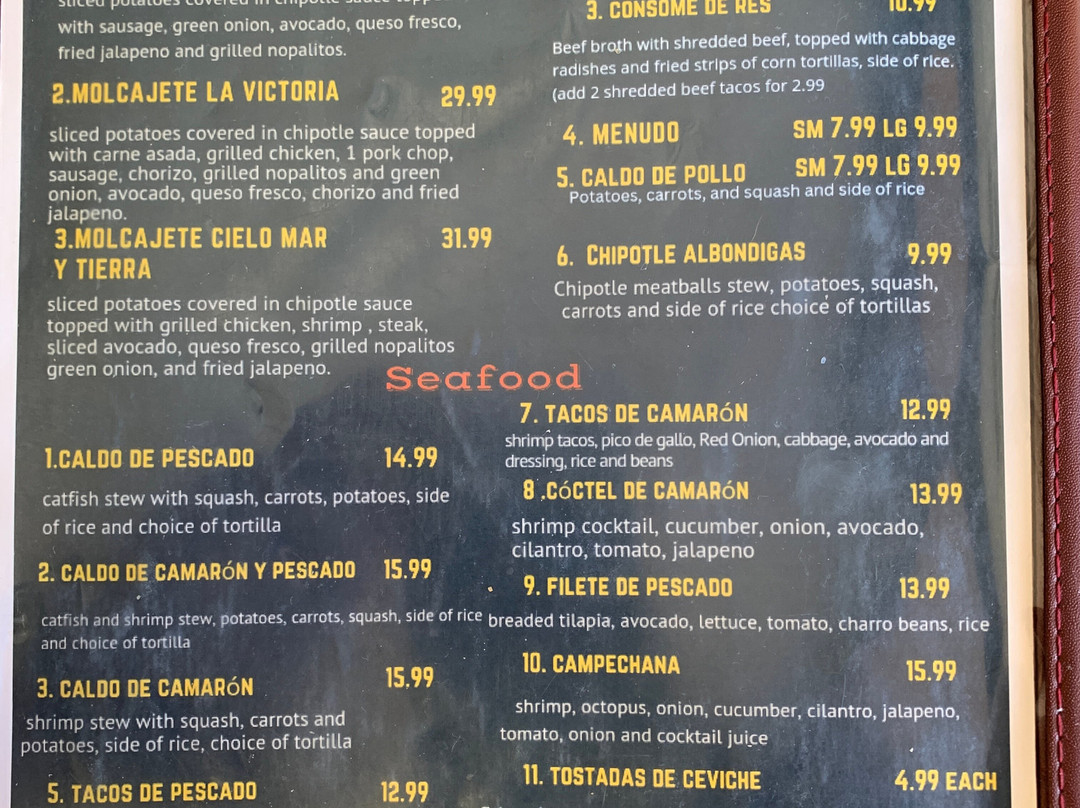 sliced potatoes covered in chipotle sauce
with sausage, green onion, avocado, queso fresco,
fried jalapeno and grilled nopalitos.
2.MOLCAJETE LA VICTORIA 29.99
sliced potatoes covered in chipotle sauce topped
with carne asada, grilled chicken, 1 pork chop,
sausage, chorizo, grilled nopalitos and green
onion, avocado, queso fresco, chorizo and fried
jalapeno.
3.MOLCAJETE CIELO MAR 31.99
Y TIERRA
sliced potatoes covered in chipotle sauce
topped with grilled chicken, shrimp , steak,
sliced avocado, queso fresco, grilled nopalitos
green onion, and fried jalapeno.
3. CONSOME DE RES 10.99
Beef broth with shredded beef, topped with cabbage
radishes and fried strips of corn tortillas, side of rice.
(add 2 shredded beef tacos for 2.99
4. MENUDO SM 7.99 LG 9.99
5. CALDO DE POLLO SM 7.99 LG 9.99
Potatoes, carrots, and squash and side of rice
6. CHIPOTLE ALBONDIGAS 9.99
Chipotle meatballs stew, potatoes, squash,
carrots and side of rice choice of tortillas
Seafood
1.CALDO DE PESCADO 14.99
catfish stew with squash, carrots, potatoes, side
of rice and choice of tortilla
2. CALDO DE CAMARÓN Y PESCADO 15.99
catfish and shrimp stew, potatoes, carrots, squash, side of rice
and choice of tortilla
3. CALDO DE CAMARÓN 15.99
shrimp stew with squash, carrots and
potatoes, side of rice, choice of tortilla
5. TACOS DE PESCADO 12.99
7. TACOS DE CAMARÓN 12.99
shrimp tacos, pico de gallo, Red Onion, cabbage, avocado and
dressing, rice and beans
8 .CÓCTEL DE CAMARÓN 13.99
shrimp cocktail, cucumber, onion, avocado,
cilantro, tomato, jalapeno
9. FILETE DE PESCADO 13.99
breaded tilapia, avocado, lettuce, tomato, charro beans, rice
10. CAMPECHANA 15.99
shrimp, octopus, onion, cucumber, cilantro, jalapeno,
tomato, onion and cocktail juice
11. TOSTADAS DE CEVICHE 4.99 EACH